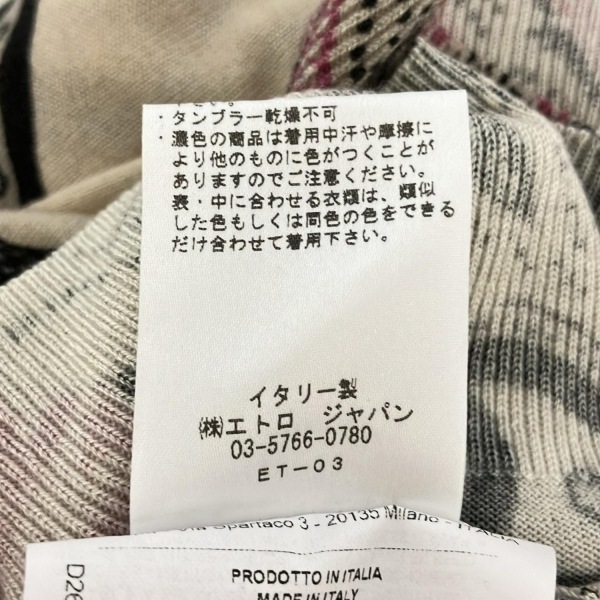 下さい。
・タンブラー乾燥不可
・濃色の商品は着用中汗や摩擦に
より他のものに色がつくことが
ありますのでご注意ください。
表・中に合わせる衣類は、類似
した色もしくは同色の色をできる
だけ合わせて着用下さい。
イタリー製
㈱エトロ ジャパン
03-5766-0780
ET-03
Spartaco 3 - 20135 Milano - ITALIA
PRODOTTO IN ITALIA
MADE IN ITALY